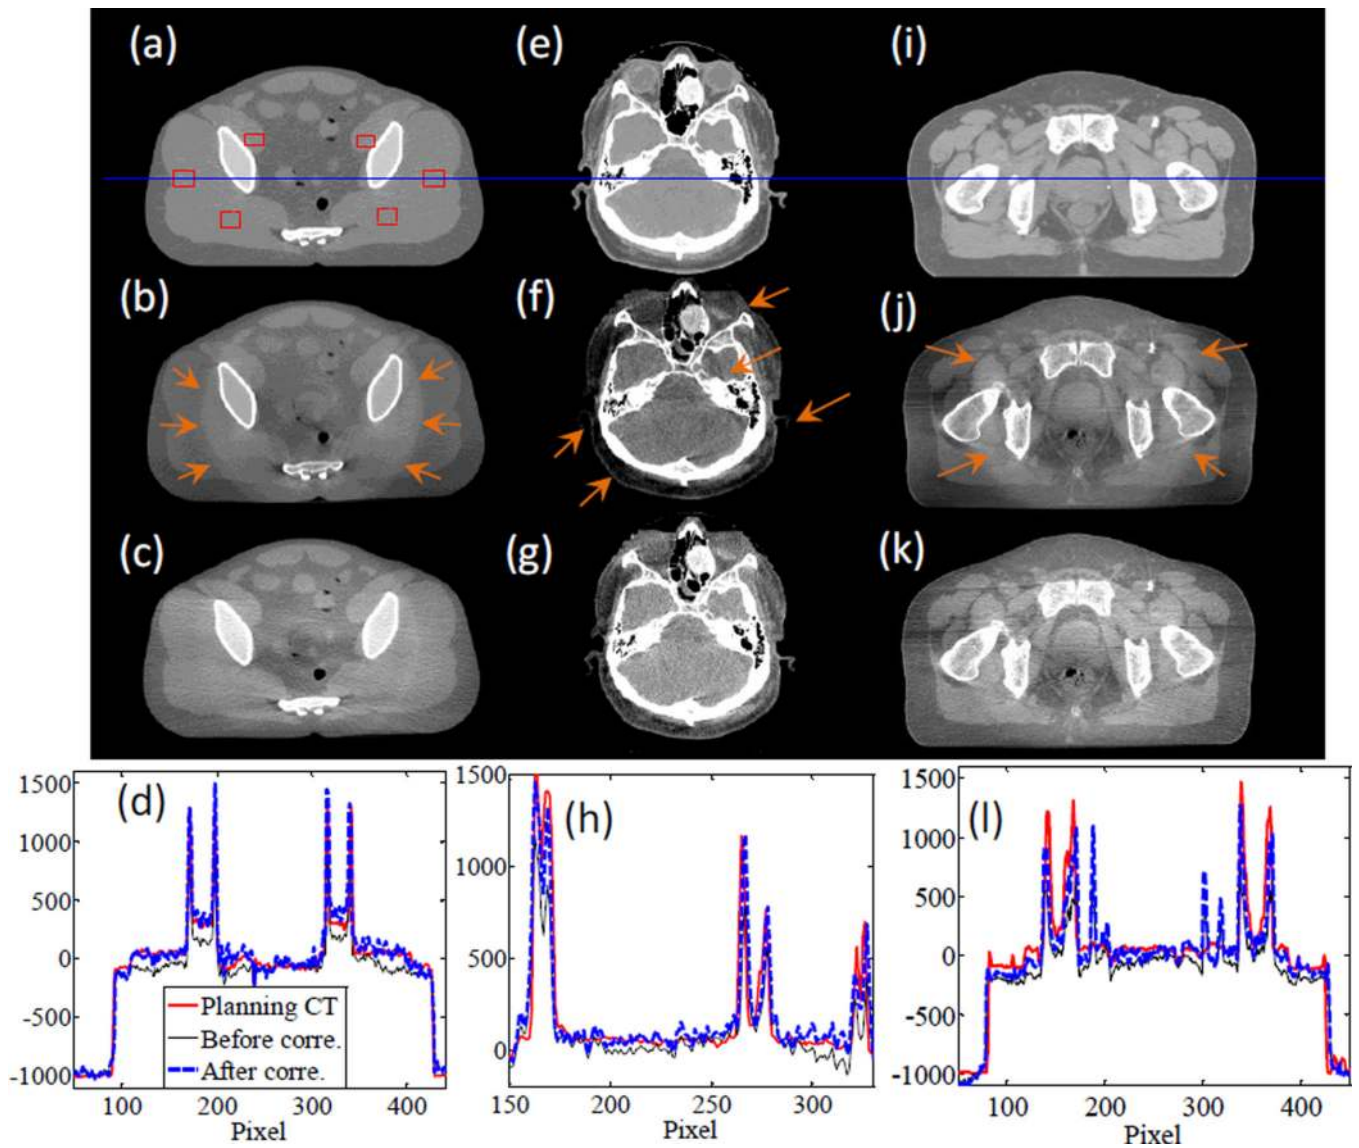 (a) (e) (i)
(b) (f) (j)
(c) (g) (k)
1500
1000
500
0
-500
-1000
(d)
Planning CT
Before corre.
After corre.
100 200 300 400
Pixel
1500
1000
500
0
(h)
150 200 250 300
Pixel
1500
1000
500
0
-500
-1000
(l)
100 200 300 400
Pixel